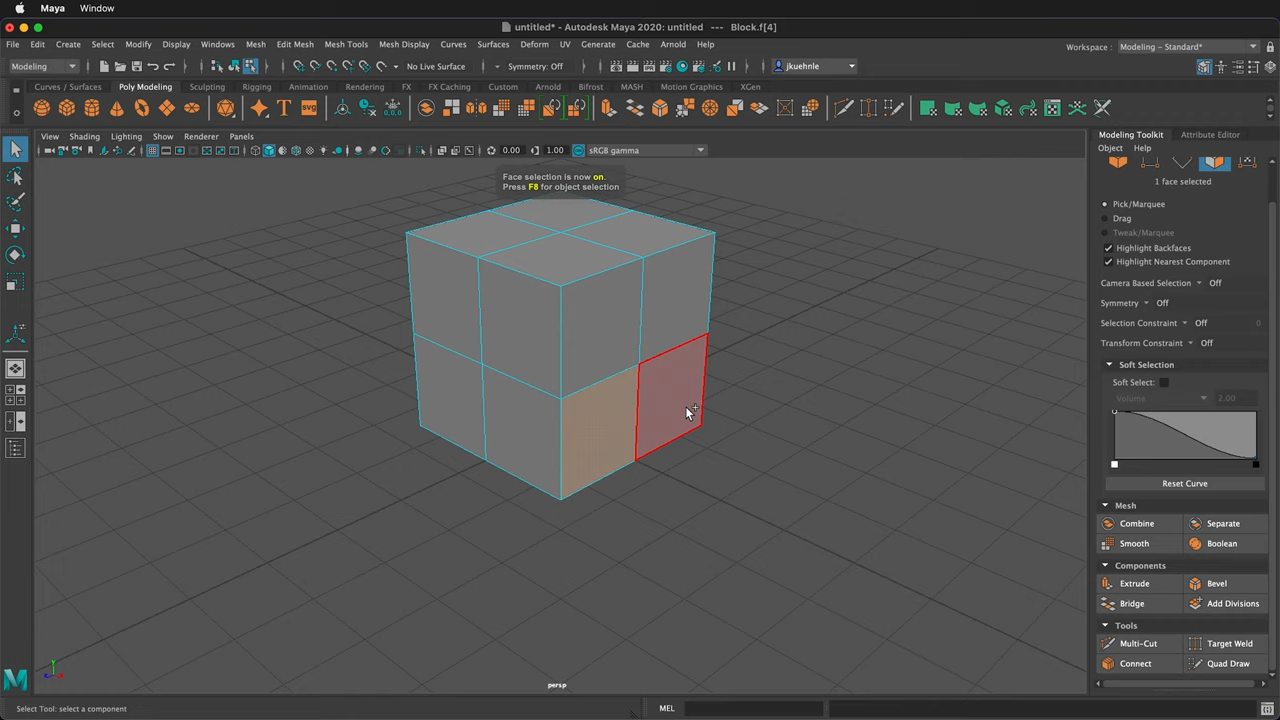 Maya Window
untitled* - Autodesk Maya 2020: untitled --- Block.f[4]
File Edit Create Select Modify Display Windows Mesh Edit Mesh Mesh Tools Mesh Display Curves Surfaces Deform UV Generate Cache Arnold Help
Workspace : Modeling - Standard*
Modeling No Live Surface Symmetry: Off jkuehnle
Curves / Surfaces Poly Modeling Sculpting Rigging Animation Rendering FX FX Caching Custom Arnold Bifrost MASH Motion Graphics XGen
T SVG
0,0,0
View Shading Lighting Show Renderer Panels
0.00 1.00 sRGB gamma
Face selection is now on.
Press F8 for object selection
persp
Modeling Toolkit Attribute Editor
Object Help
1 face selected
Pick/Marquee
Drag
Tweak/Marquee
Highlight Backfaces
Highlight Nearest Component
Camera Based Selection Off
Symmetry Off
Selection Constraint Off 0
Transform Constraint Off
Soft Selection
Soft Select:
Volume 2.00
Reset Curve
Mesh
Combine Separate
Smooth Boolean
Components
Extrude Bevel
Bridge Add Divisions
Tools
Multi-Cut Target Weld
Connect Quad Draw
Select Tool: select a component
MEL